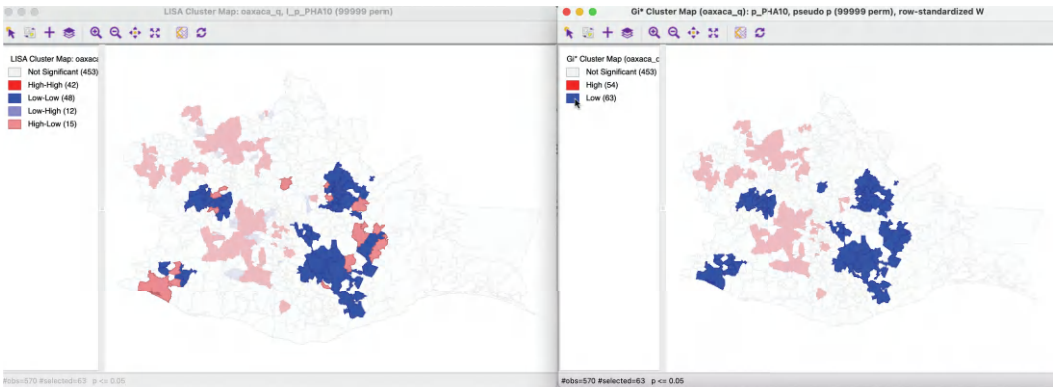 LISA Cluster Map: oaxaca_q, I_p_PHA10 (99999 perm)
LISA Cluster Map: oaxaca
Not Significant (453)
High-High (42)
Low-Low (48)
Low-High (12)
High-Low (15)
#obs=570 #selected=63 p <= 0.05
Gi* Cluster Map (oaxaca_q): p_PHA10, pseudo p (99999 perm), row-standardized W
Gi* Cluster Map (oaxaca_q
Not Significant (453)
High (54)
Low (63)
#obs=570 #selected=63 p <= 0.05